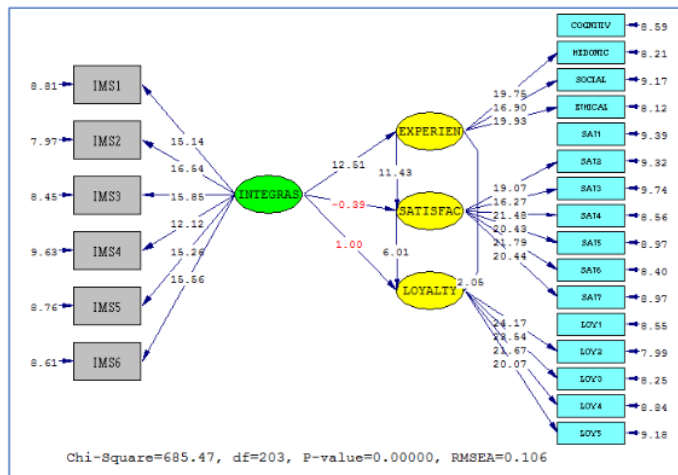 COGNITIV 8.59
HEDONIC 8.21
8.81 IMS1 SOCIAL 9.17
19.75
16.90
19.93
ETHICAL 8.12
7.97 IMS2 15.14 EXPERIEN SAT1 9.39
16.54 12.51 SAT2 9.32
8.45 IMS3 15.85 11.43 19.07 SAT3 9.74
INTEGRAS 16.27
12.12 -0.39 SATISFAC 21.48 SAT4 8.56
9.63 IMS4 20.43 SAT5 8.97
15.26 1.00 21.79
15.56 6.01 20.44 SAT6 8.40
8.76 IMS5 LOYALTY 2.05 SAT7 8.97
24.17 LOY1 8.55
23.54
21.67 LOY2 7.99
8.61 IMS6 20.07
LOY3 8.25
LOY4 8.84
LOY5 9.18
Chi-Square=685.47, df=203, P-value=0.00000, RMSEA=0.106